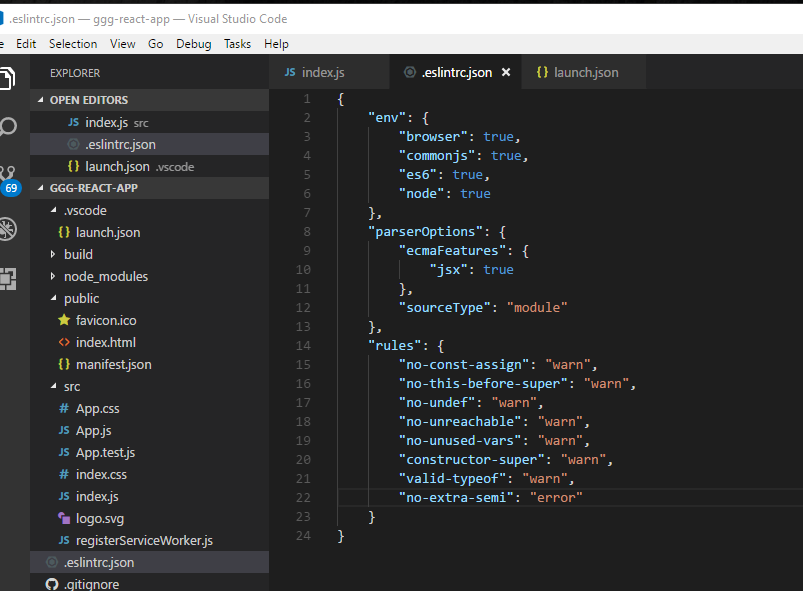 .eslintrc.json — ggg-react-app — Visual Studio Code
Edit Selection View Go Debug Tasks Help
EXPLORER
OPEN EDITORS
JS index.js src
.eslintrc.json
{} launch.json .vscode
69
GGG-REACT-APP
.vscode
{} launch.json
build
node_modules
public
favicon.ico
<> index.html
{} manifest.json
src
# App.css
JS App.js
JS App.test.js
# index.css
JS index.js
logo.svg
JS registerServiceWorker.js
.eslintrc.json
.gitignore
JS index.js .eslintrc.json × {} launch.json
1 {
2 "env": {
3 "browser": true,
4 "commonjs": true,
5 "es6": true,
6 "node": true
7 },
8 "parserOptions": {
9 "ecmaFeatures": {
10 "jsx": true
11 },
12 "sourceType": "module"
13 },
14 "rules": {
15 "no-const-assign": "warn",
16 "no-this-before-super": "warn",
17 "no-undef": "warn",
18 "no-unreachable": "warn",
19 "no-unused-vars": "warn",
20 "constructor-super": "warn",
21 "valid-typeof": "warn",
22 "no-extra-semi": "error"
23 }
24 }